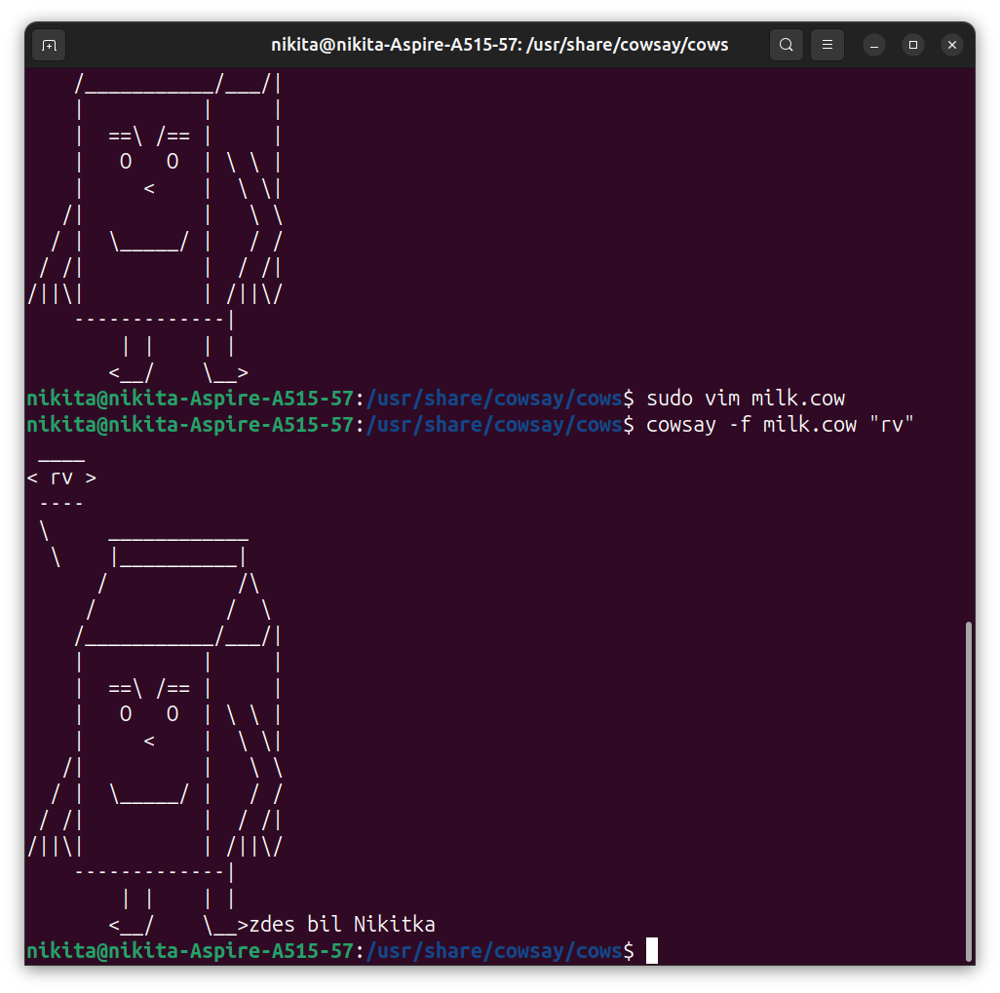 nikita@nikita-Aspire-A515-57: /usr/share/cowsay/cows
    /___________/___/|
    |          |     |
    |  ==\ /== |     |
    |   O   O  | \ \ |
    |     <    |  \ \|
   /|          |   \ \
  / |  \_____/ |   / /
 / /|          |  / /|
/||\|          | /||\/
    -------------|
        | |    | |
       <__/    \__>
nikita@nikita-Aspire-A515-57:/usr/share/cowsay/cows$ sudo vim milk.cow
nikita@nikita-Aspire-A515-57:/usr/share/cowsay/cows$ cowsay -f milk.cow "rv"
 ____
< rv >
 ----
 \     ____________
  \    |__________|
      /           /\
     /           /  \
    /___________/___/|
    |          |     |
    |  ==\ /== |     |
    |   O   O  | \ \ |
    |     <    |  \ \|
   /|          |   \ \
  / |  \_____/ |   / /
 / /|          |  / /|
/||\|          | /||\/
    -------------|
        | |    | |
       <__/    \__>zdes bil Nikitka
nikita@nikita-Aspire-A515-57:/usr/share/cowsay/cows$